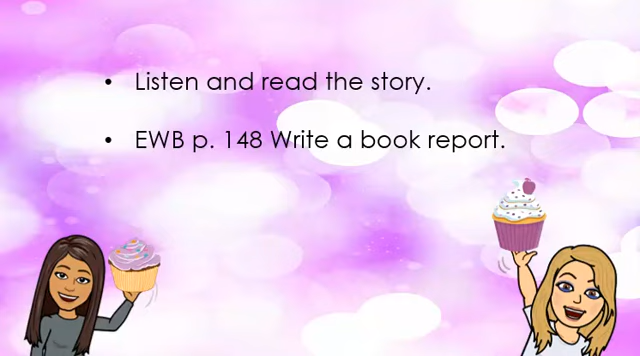 • Listen and read the story.
• EWB p. 148 Write a book report.